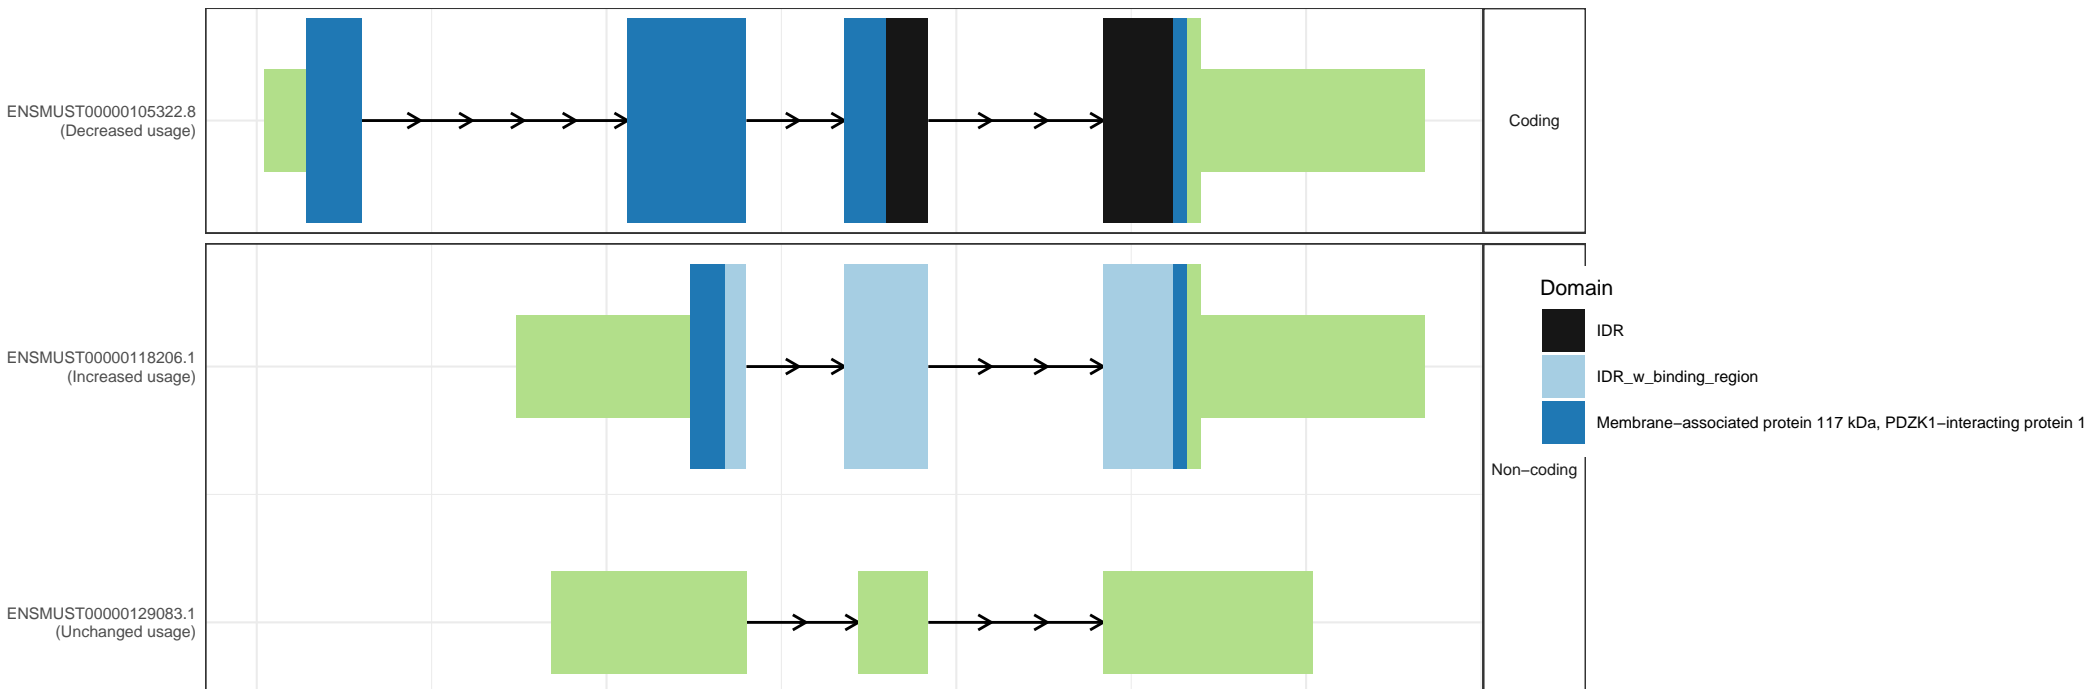 ENSMUST00000105322.8
(Decreased usage)
Coding
ENSMUST00000118206.1
(Increased usage)
Domain
IDR
IDR_w_binding_region
Membrane−associated protein 117 kDa, PDZK1−interacting protein 1
Non−coding
ENSMUST00000129083.1
(Unchanged usage)